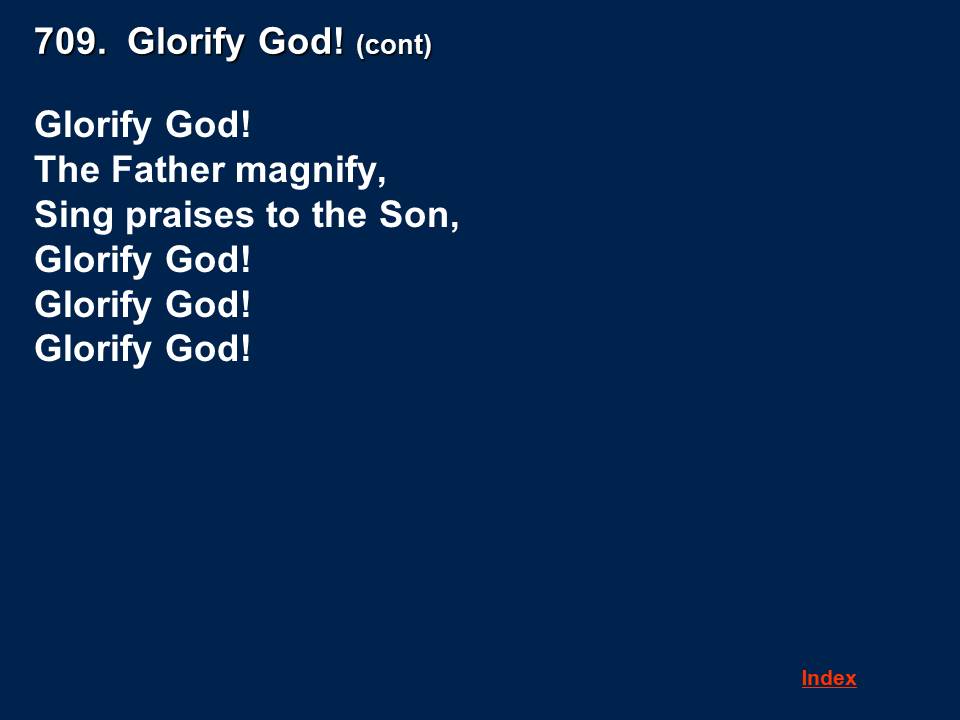 709. Glorify God! (cont)
Glorify God!
The Father magnify,
Sing praises to the Son,
Glorify God!
Glorify God!
Glorify God!
Index